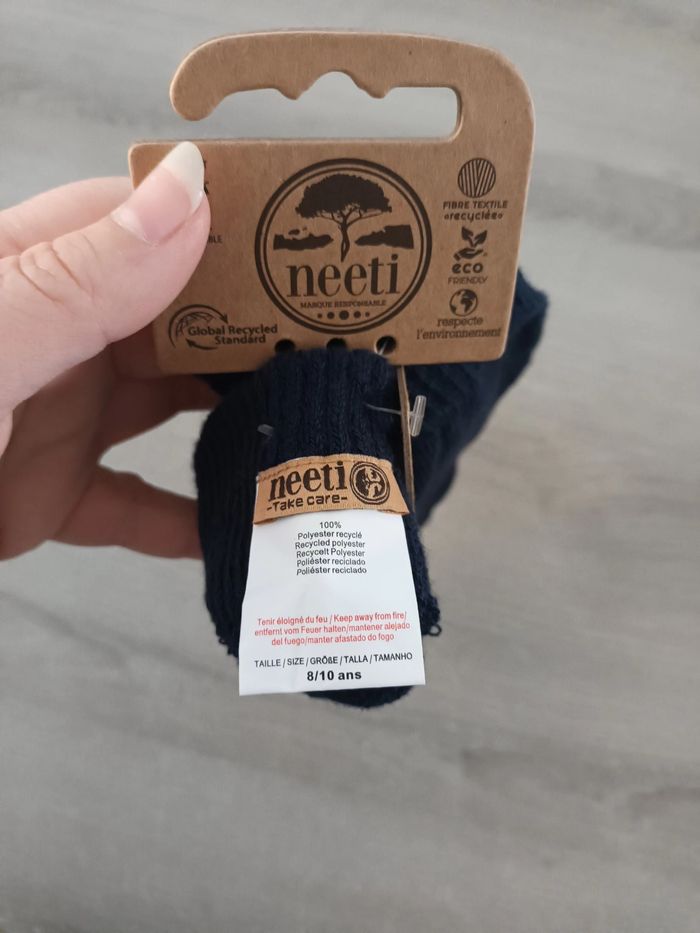 neeti
MARQUE RESPONSABLE
FIBRE TEXTILE
recyclée
eco
FRIENDLY
respecte
l'environnement
Global Recycled
Standard
neeti
-Take care-
100%
Polyester recyclé
Recycled polyester
Recycelt Polyester
Poliéster reciclado
Poliéster reciclado
Tenir éloigné du feu / Keep away from fire/
entfernt vom Feuer halten/mantener alejado
del fuego/manter afastado do fogo
TAILLE / SIZE / GRÖßE / TALLA / TAMANHO
8/10 ans